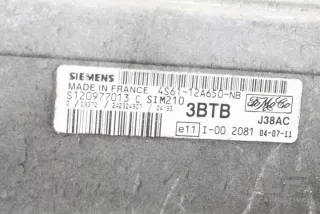 SIEMENS
MADE IN FRANCE 4S61-12A650-NB
S120977013 C SIM210
3BTB J38AC
e11 I-00 2081 04-07-11